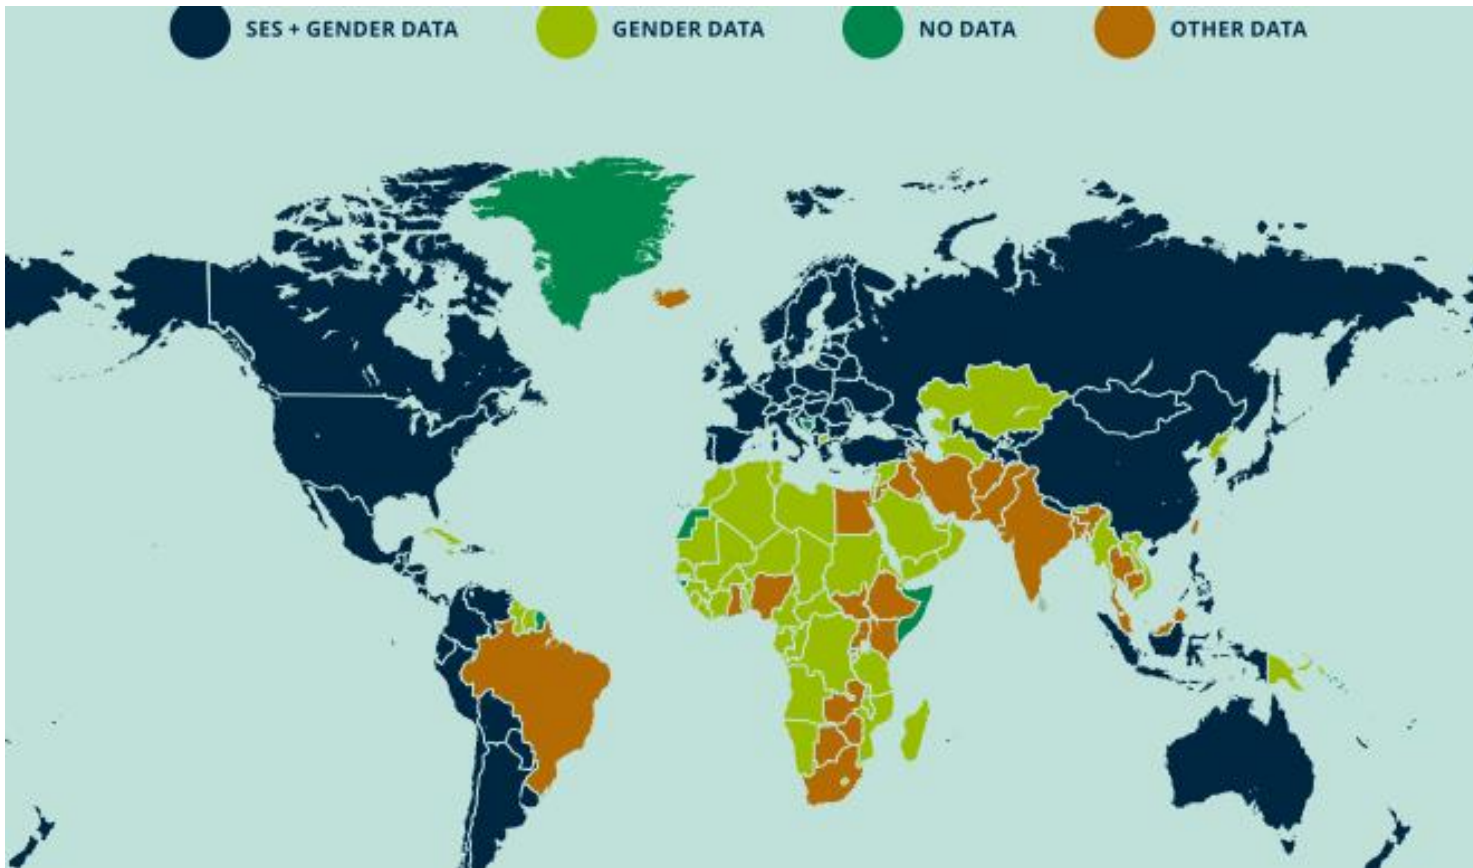 SES + GENDER DATA
GENDER DATA
NO DATA
OTHER DATA